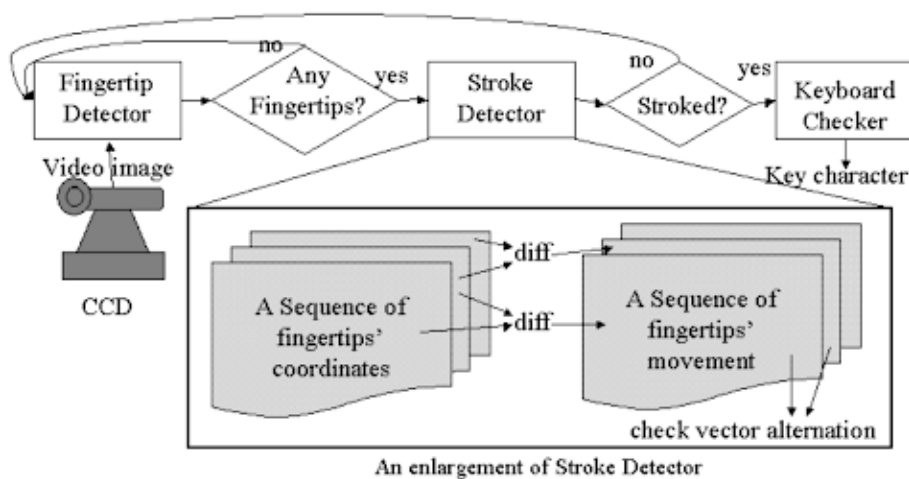 no
no
yes
yes
Fingertip
Detector
Any
Fingertips?
Stroke
Detector
Stroked?
Keyboard
Checker
Video image
Key character
CCD
A Sequence of
fingertips'
coordinates
diff
diff
A Sequence of
fingertips'
movement
check vector alternation
An enlargement of Stroke Detector